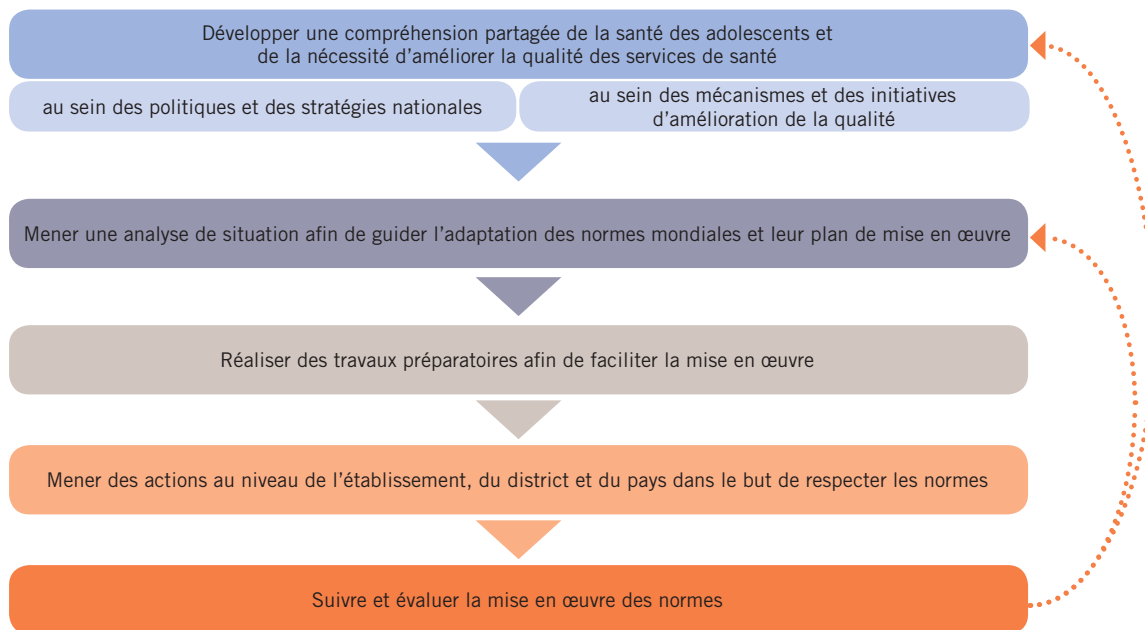 Développer une compréhension partagée de la santé des adolescents et
de la nécessité d’améliorer la qualité des services de santé
au sein des politiques et des stratégies nationales
au sein des mécanismes et des initiatives
d’amélioration de la qualité
Mener une analyse de situation afin de guider l’adaptation des normes mondiales et leur plan de mise en œuvre
Réaliser des travaux préparatoires afin de faciliter la mise en œuvre
Mener des actions au niveau de l’établissement, du district et du pays dans le but de respecter les normes
Suivre et évaluer la mise en œuvre des normes